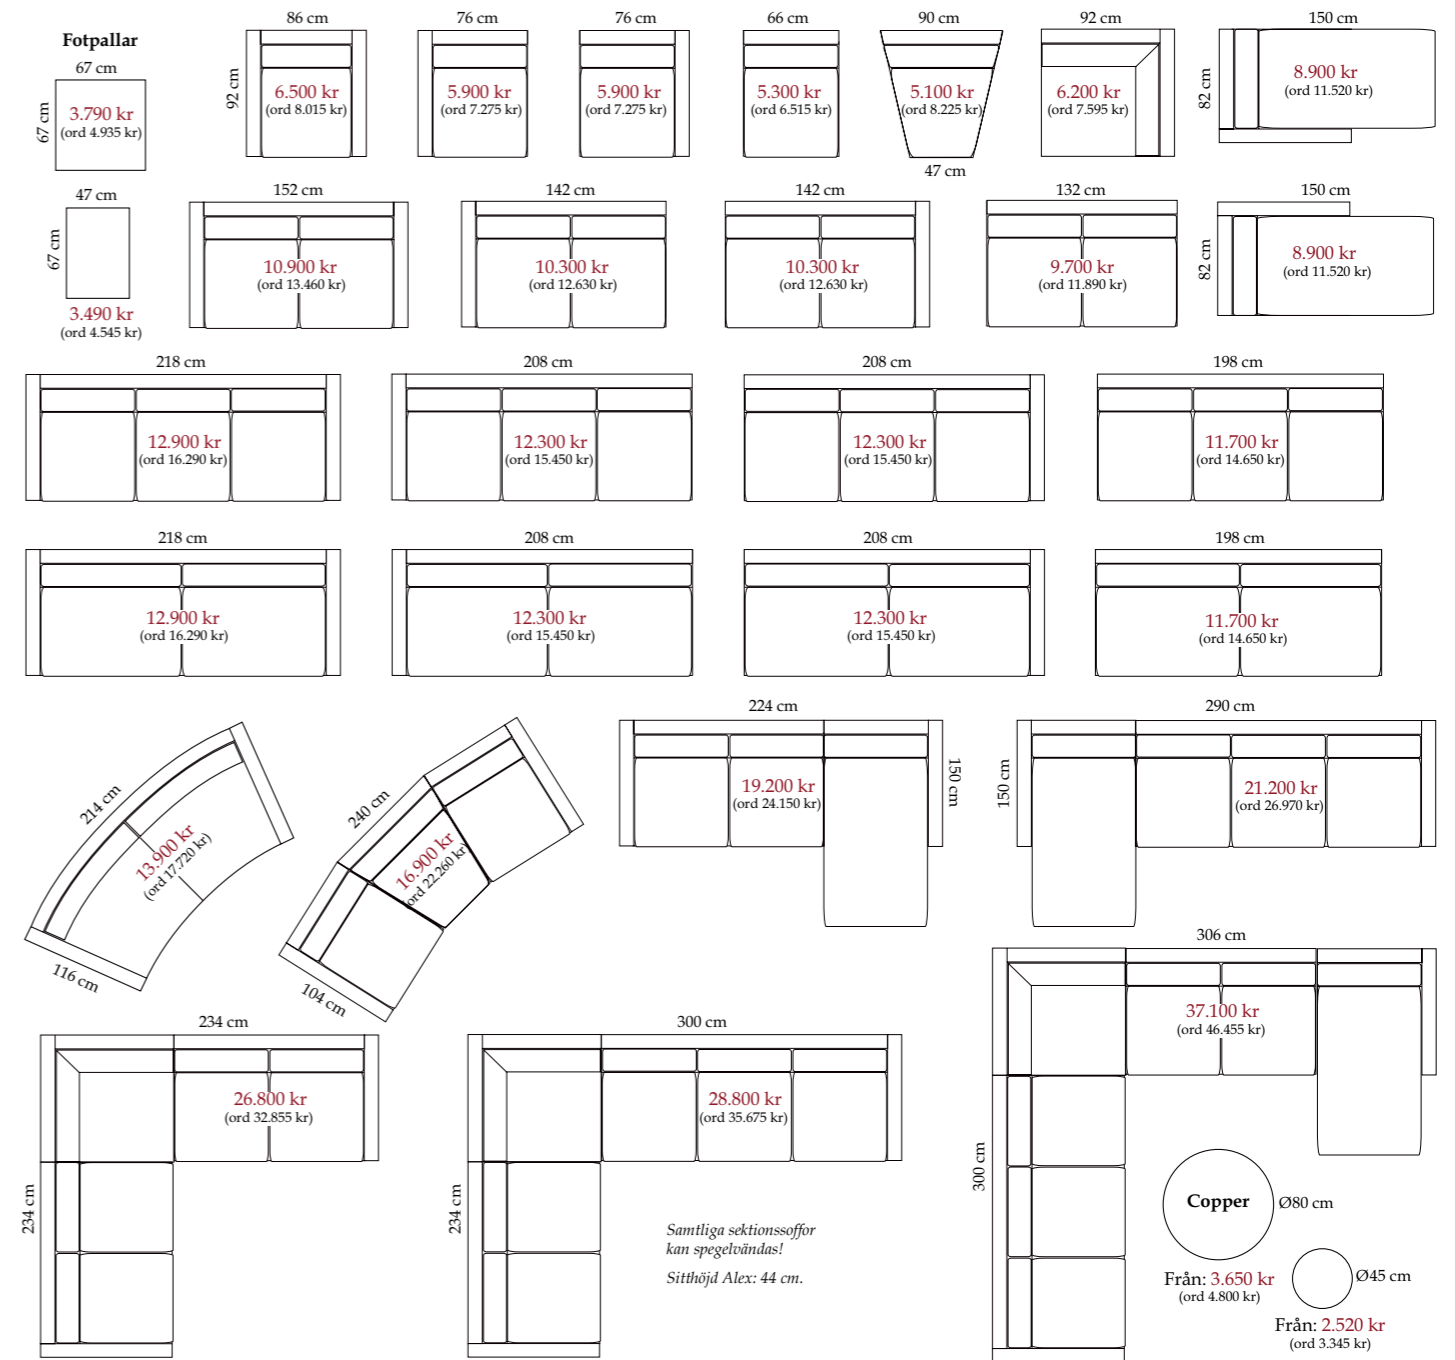 Fotpallar
67 cm
67 cm
3.790 kr
(ord 4.935 kr)
86 cm
92 cm
6.500 kr
(ord 8.015 kr)
76 cm
5.900 kr
(ord 7.275 kr)
76 cm
5.900 kr
(ord 7.275 kr)
66 cm
5.300 kr
(ord 6.515 kr)
90 cm
5.100 kr
(ord 8.225 kr)
47 cm
92 cm
6.200 kr
(ord 7.595 kr)
150 cm
82 cm
8.900 kr
(ord 11.520 kr)
47 cm
67 cm
3.490 kr
(ord 4.545 kr)
152 cm
10.900 kr
(ord 13.460 kr)
142 cm
10.300 kr
(ord 12.630 kr)
142 cm
10.300 kr
(ord 12.630 kr)
132 cm
9.700 kr
(ord 11.890 kr)
150 cm
82 cm
8.900 kr
(ord 11.520 kr)
218 cm
12.900 kr
(ord 16.290 kr)
208 cm
12.300 kr
(ord 15.450 kr)
208 cm
12.300 kr
(ord 15.450 kr)
198 cm
11.700 kr
(ord 14.650 kr)
218 cm
12.900 kr
(ord 16.290 kr)
208 cm
12.300 kr
(ord 15.450 kr)
208 cm
12.300 kr
(ord 15.450 kr)
198 cm
11.700 kr
(ord 14.650 kr)
214 cm
13.900 kr
(ord 17.720 kr)
116 cm
240 cm
16.900 kr
(ord 22.260 kr)
104 cm
224 cm
19.200 kr
(ord 24.150 kr)
150 cm
290 cm
150 cm
21.200 kr
(ord 26.970 kr)
234 cm
26.800 kr
(ord 32.855 kr)
234 cm
300 cm
28.800 kr
(ord 35.675 kr)
234 cm
306 cm
37.100 kr
(ord 46.455 kr)
300 cm
Samtliga sektionssoffor
kan spegelvändas!
Sitthöjd Alex: 44 cm.
Copper
Ø80 cm
Från: 3.650 kr
(ord 4.800 kr)
Ø45 cm
Från: 2.520 kr
(ord 3.345 kr)